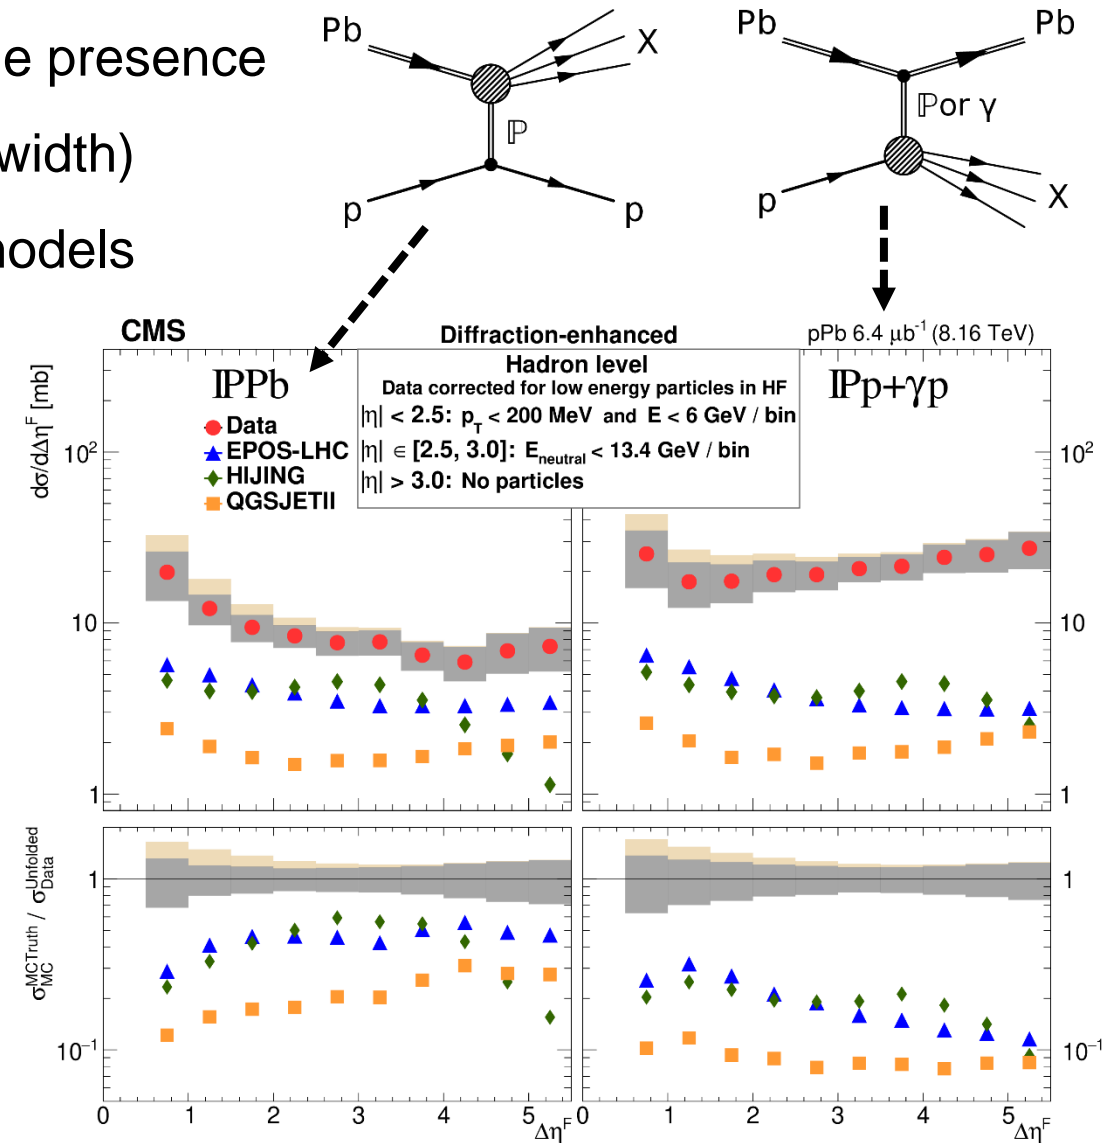 e presence
width)
nodels
Pb
X
ℙ
p
p
Pb
Pb
ℙor γ
p
X
CMS
Diffraction-enhanced
pPb 6.4 μb⁻¹ (8.16 TeV)
IPPb
Hadron level
Data corrected for low energy particles in HF
|η| < 2.5: p_T < 200 MeV and E < 6 GeV / bin
|η| ∈ [2.5, 3.0]: E_neutral < 13.4 GeV / bin
|η| > 3.0: No particles
IPp+γp
Data
EPOS-LHC
HIJING
QGSJETII
dσ/dΔη^F [mb]
10²
10
1
10²
10
1
σ_MC^MCTruth / σ_Data^Unfolded
1
10⁻¹
1
10⁻¹
0 1 2 3 4 5
Δη^F
0 1 2 3 4 5
Δη^F